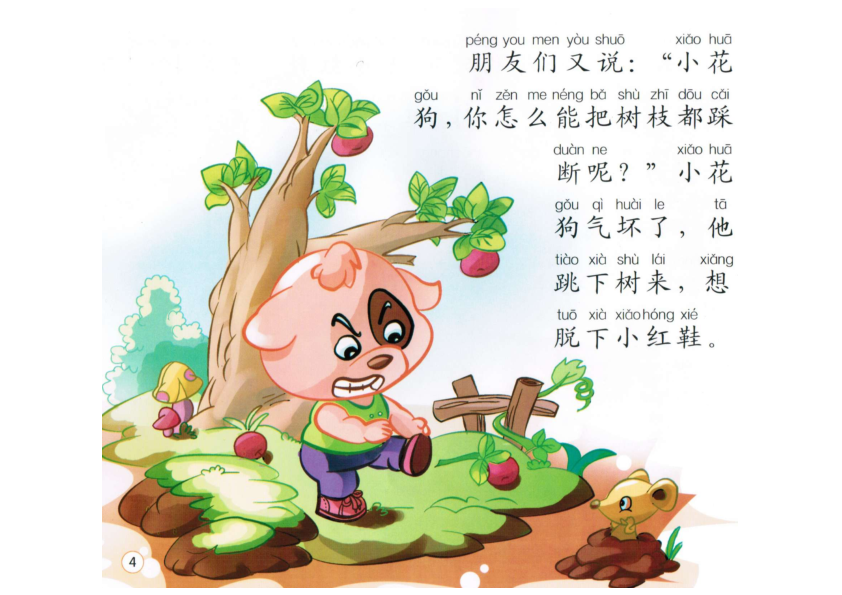 péng you men yòu shuō xiǎo huā
朋友们又说：“小花
gǒu nǐ zěn me néng bǎ shù zhī dōu cǎi
狗，你怎么能把树枝都踩
duàn ne xiǎo huā
断呢？”小花
gǒu qì huài le tā
狗气坏了，他
tiào xià shù lái xiǎng
跳下树来，想
tuō xià xiǎo hóng xié
脱下小红鞋。
4